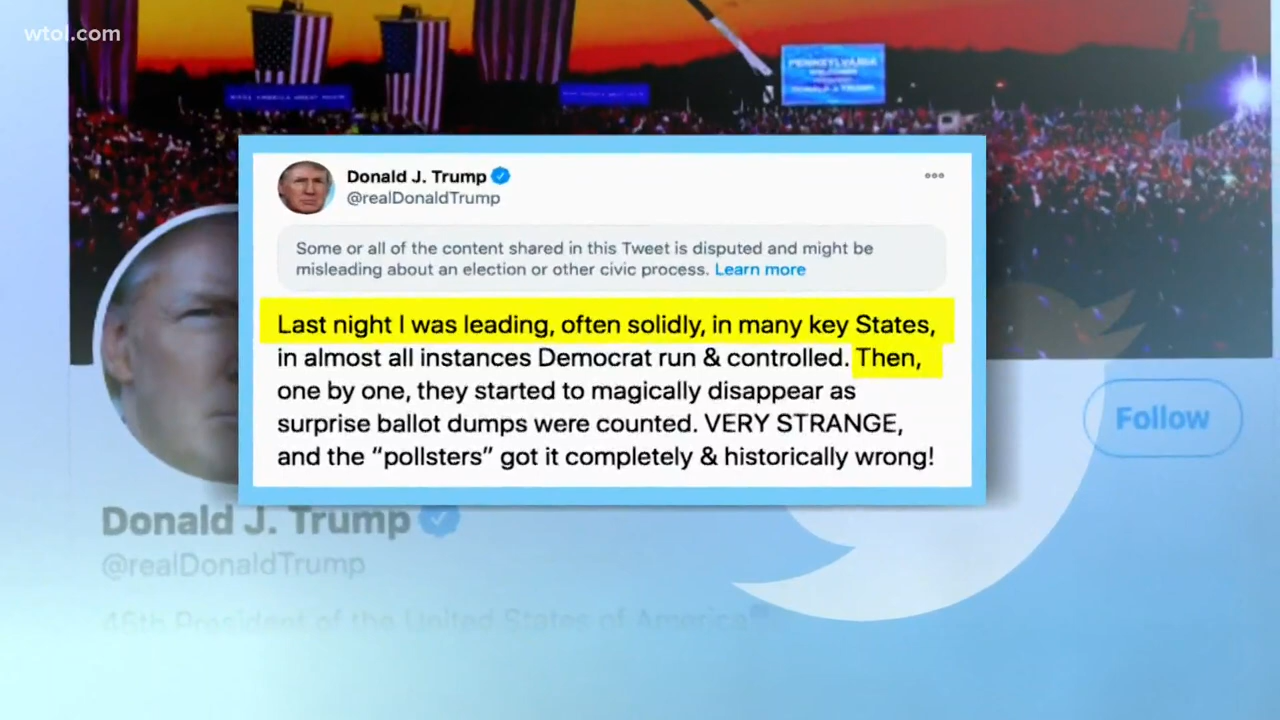 wtol.com
PENNSYLVANIA
WELCOMES
DONALD J. TRUMP
Donald J. Trump
@realDonaldTrump
Some or all of the content shared in this Tweet is disputed and might be
misleading about an election or other civic process. Learn more
Last night I was leading, often solidly, in many key States,
in almost all instances Democrat run & controlled. Then,
one by one, they started to magically disappear as
surprise ballot dumps were counted. VERY STRANGE,
and the “pollsters” got it completely & historically wrong!
Follow
Donald J. Trump
@realDonaldTrump
President of the United States of America